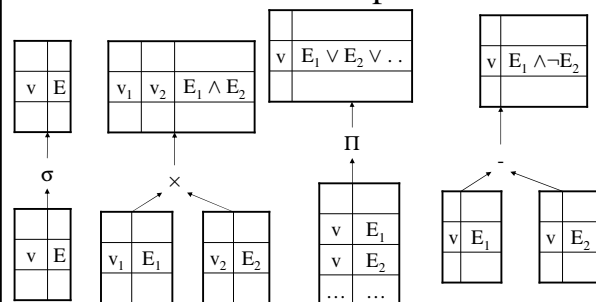 v E
σ
v E
v₁ v₂ E₁ ∧ E₂
×
v₁ E₁
v₂ E₂
v E₁ ∨ E₂ ∨ . .
Π
v E₁
v E₂
... ...
v E₁ ∧¬E₂
-
v E₁
v E₂